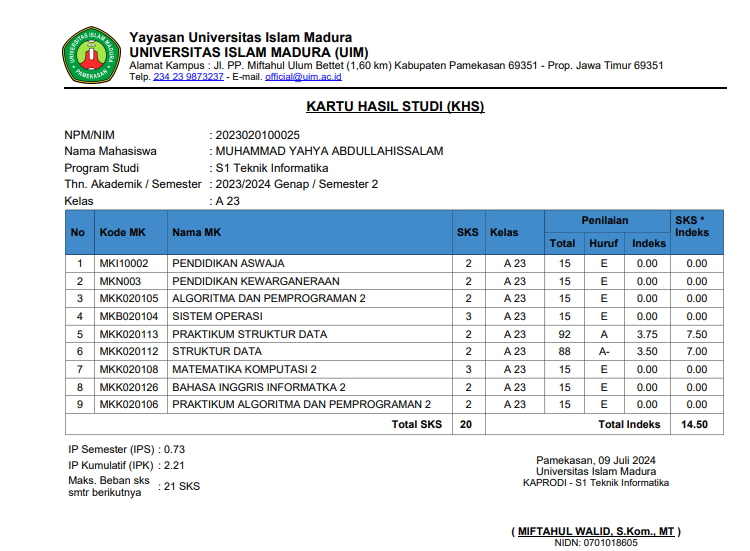 UNIVERSITAS ISLAM MADURA
PAMEKASAN
Yayasan Universitas Islam Madura
UNIVERSITAS ISLAM MADURA (UIM)
Alamat Kampus : Jl. PP. Miftahul Ulum Bettet (1,60 km) Kabupaten Pamekasan 69351 - Prop. Jawa Timur 69351
Telp. 234 23 9873237 - E-mail. official@uim.ac.id
KARTU HASIL STUDI (KHS)
NPM/NIM : 2023020100025
Nama Mahasiswa : MUHAMMAD YAHYA ABDULLAHISSALAM
Program Studi : S1 Teknik Informatika
Thn. Akademik / Semester : 2023/2024 Genap / Semester 2
Kelas : A 23
No Kode MK Nama MK SKS Kelas Penilaian SKS * Indeks
Total Huruf Indeks
1 MKI10002 PENDIDIKAN ASWAJA 2 A 23 15 E 0.00 0.00
2 MKN003 PENDIDIKAN KEWARGANERAAN 2 A 23 15 E 0.00 0.00
3 MKK020105 ALGORITMA DAN PEMPROGRAMAN 2 2 A 23 15 E 0.00 0.00
4 MKB020104 SISTEM OPERASI 3 A 23 15 E 0.00 0.00
5 MKK020113 PRAKTIKUM STRUKTUR DATA 2 A 23 92 A 3.75 7.50
6 MKK020112 STRUKTUR DATA 2 A 23 88 A- 3.50 7.00
7 MKK020108 MATEMATIKA KOMPUTASI 2 3 A 23 15 E 0.00 0.00
8 MKK020126 BAHASA INGGRIS INFORMATKA 2 2 A 23 15 E 0.00 0.00
9 MKK020106 PRAKTIKUM ALGORITMA DAN PEMPROGRAMAN 2 2 A 23 15 E 0.00 0.00
Total SKS 20 Total Indeks 14.50
IP Semester (IPS) : 0.73
IP Kumulatif (IPK) : 2.21
Maks. Beban sks
smtr berikutnya : 21 SKS
Pamekasan, 09 Juli 2024
Universitas Islam Madura
KAPRODI - S1 Teknik Informatika
( MIFTAHUL WALID, S.Kom., MT )
NIDN: 0701018605